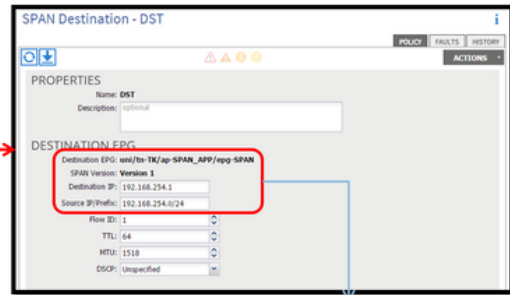 SPAN Destination - DST
i
POLICY FAULTS HISTORY
ACTIONS
PROPERTIES
Name: DST
Description: optional
DESTINATION EPG
Destination EPG: uni/tn-TK/ap-SPAN_APP/epg-SPAN
SPAN Version: Version 1
Destination IP: 192.168.254.1
Source IP/Prefix: 192.168.254.0/24
Flow ID: 1
TTL: 64
MTU: 1518
DSCP: Unspecified